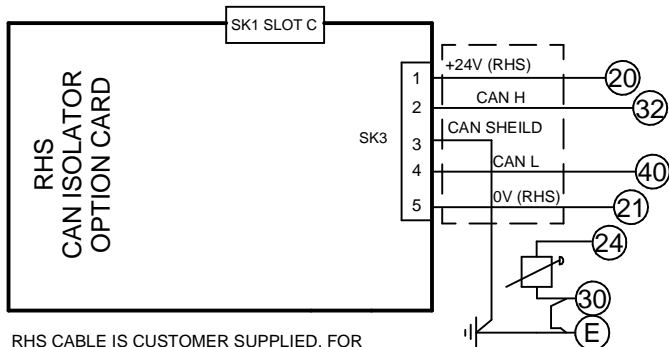 SK1 SLOT C
RHS
CAN ISOLATOR
OPTION CARD
SK3
1 +24V (RHS) 20
2 CAN H 32
3 CAN SHEILD
4 CAN L 40
5 0V (RHS) 21
24
30
E
RHS CABLE IS CUSTOMER SUPPLIED. FOR